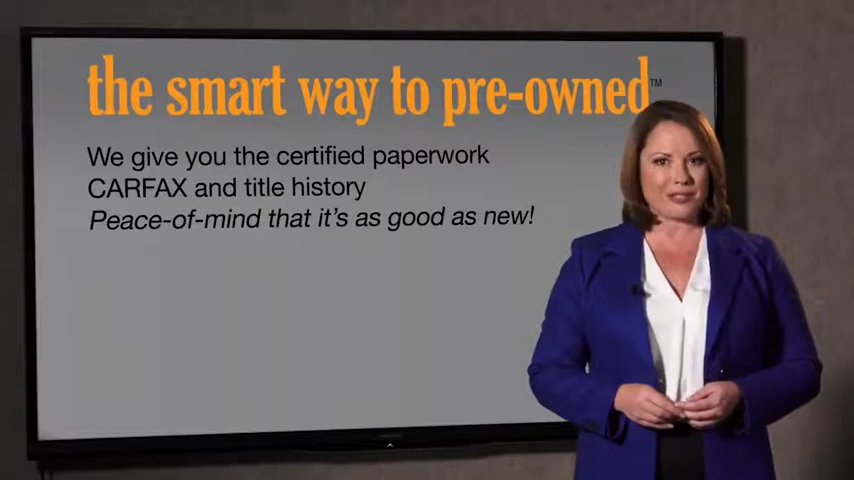 the smart way to pre-owned™
We give you the certified paperwork
CARFAX and title history
Peace-of-mind that it's as good as new!